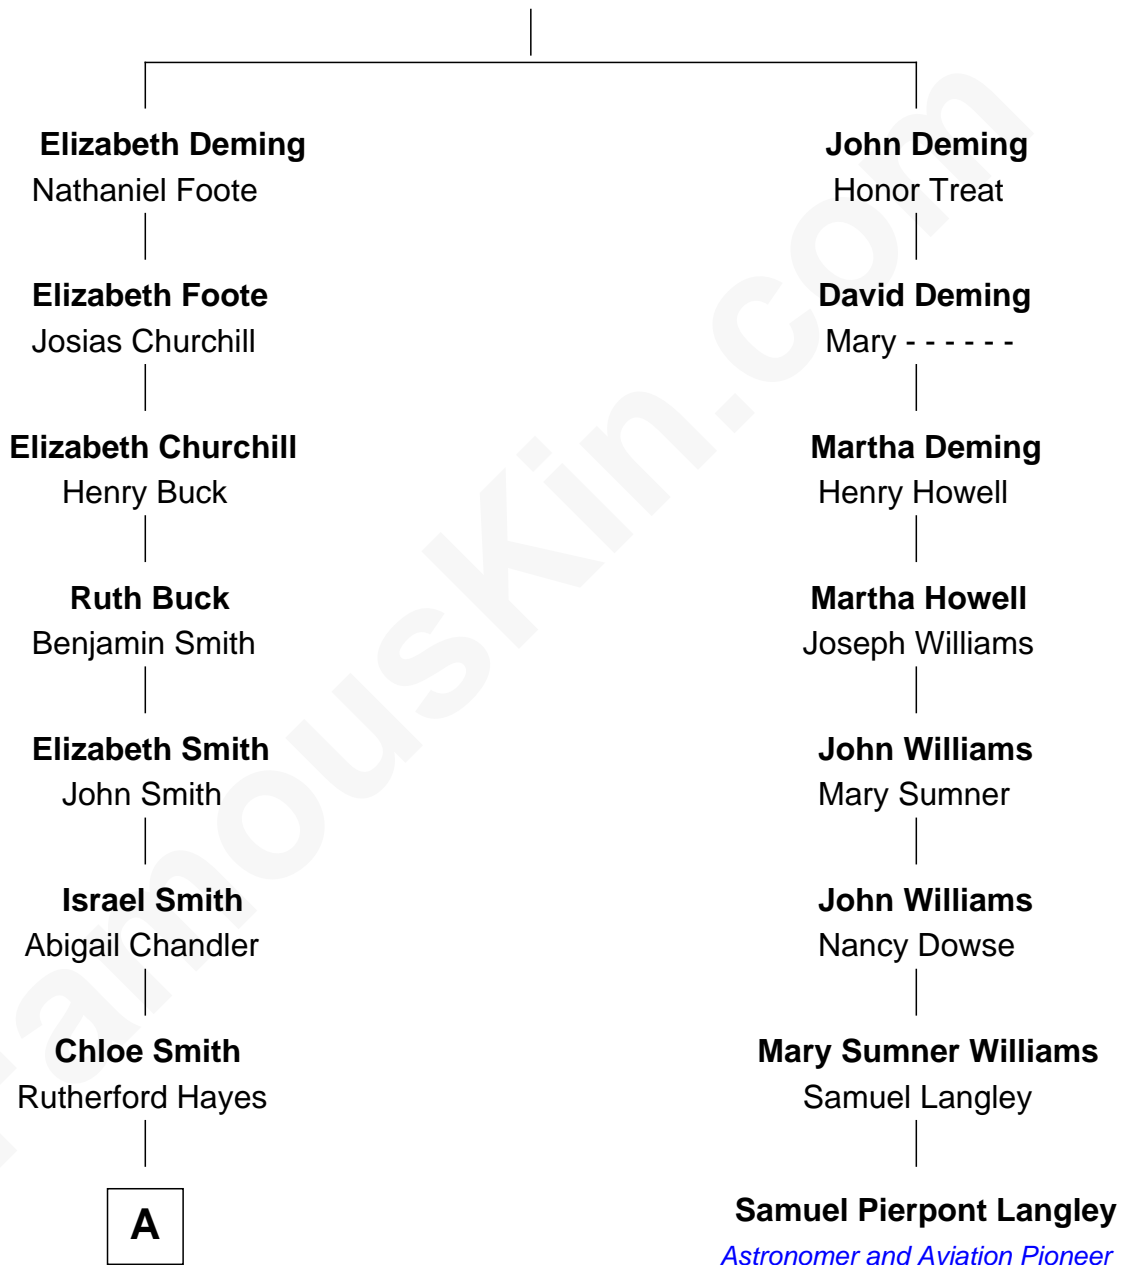 Elizabeth Deming
Nathaniel Foote
Elizabeth Foote
Josias Churchill
Elizabeth Churchill
Henry Buck
Ruth Buck
Benjamin Smith
Elizabeth Smith
John Smith
Israel Smith
Abigail Chandler
Chloe Smith
Rutherford Hayes
A
John Deming
Honor Treat
David Deming
Mary - - - - - -
Martha Deming
Henry Howell
Martha Howell
Joseph Williams
John Williams
Mary Sumner
John Williams
Nancy Dowse
Mary Sumner Williams
Samuel Langley
Samuel Pierpont Langley
Astronomer and Aviation Pioneer
FamousKin.com